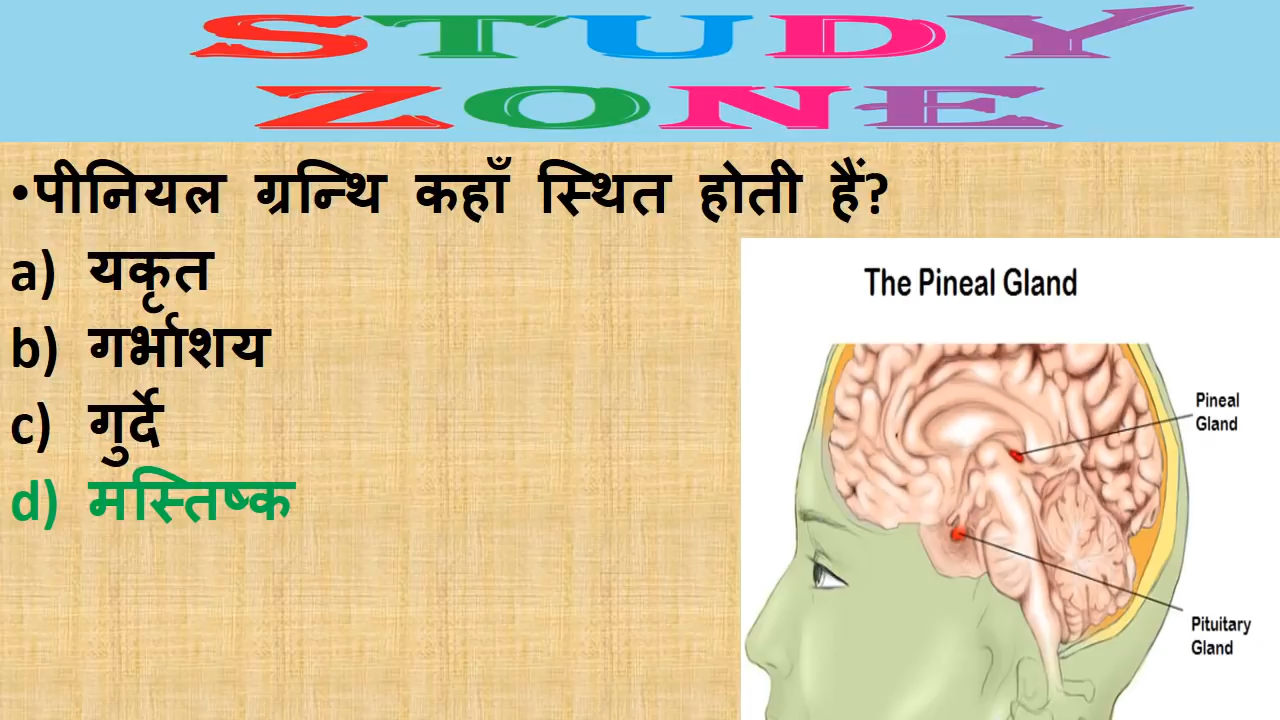 STUDY
ZONE
•पीनियल ग्रन्थि कहाँ स्थित होती हैं?
a) यकृत
b) गर्भाशय
c) गुर्दे
d) मस्तिष्क
The Pineal Gland
Pineal
Gland
Pituitary
Gland